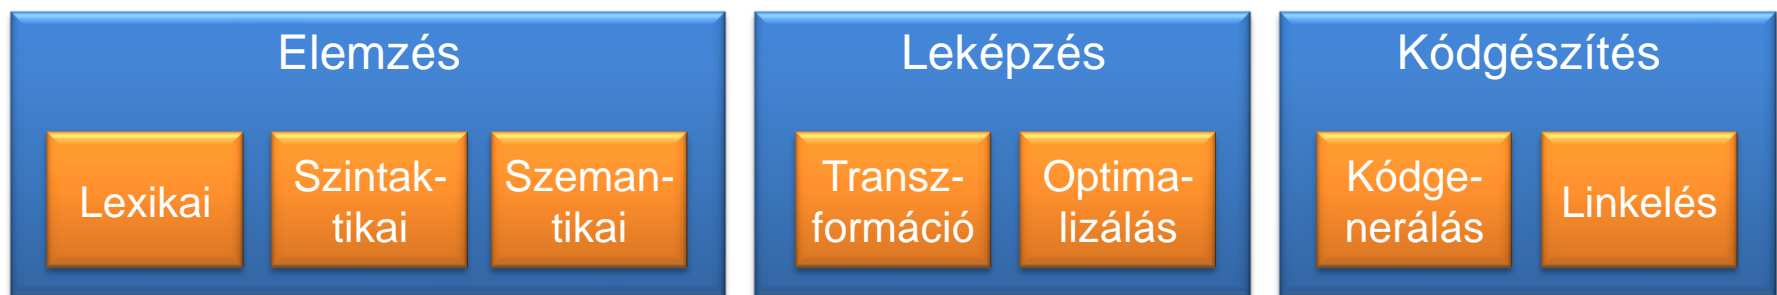 Elemzés
Lexikai
Szintak-
tikai
Szeman-
tikai
Leképzés
Transz-
formáció
Optima-
lizálás
Kódgészítés
Kódge-
nerálás
Linkelés